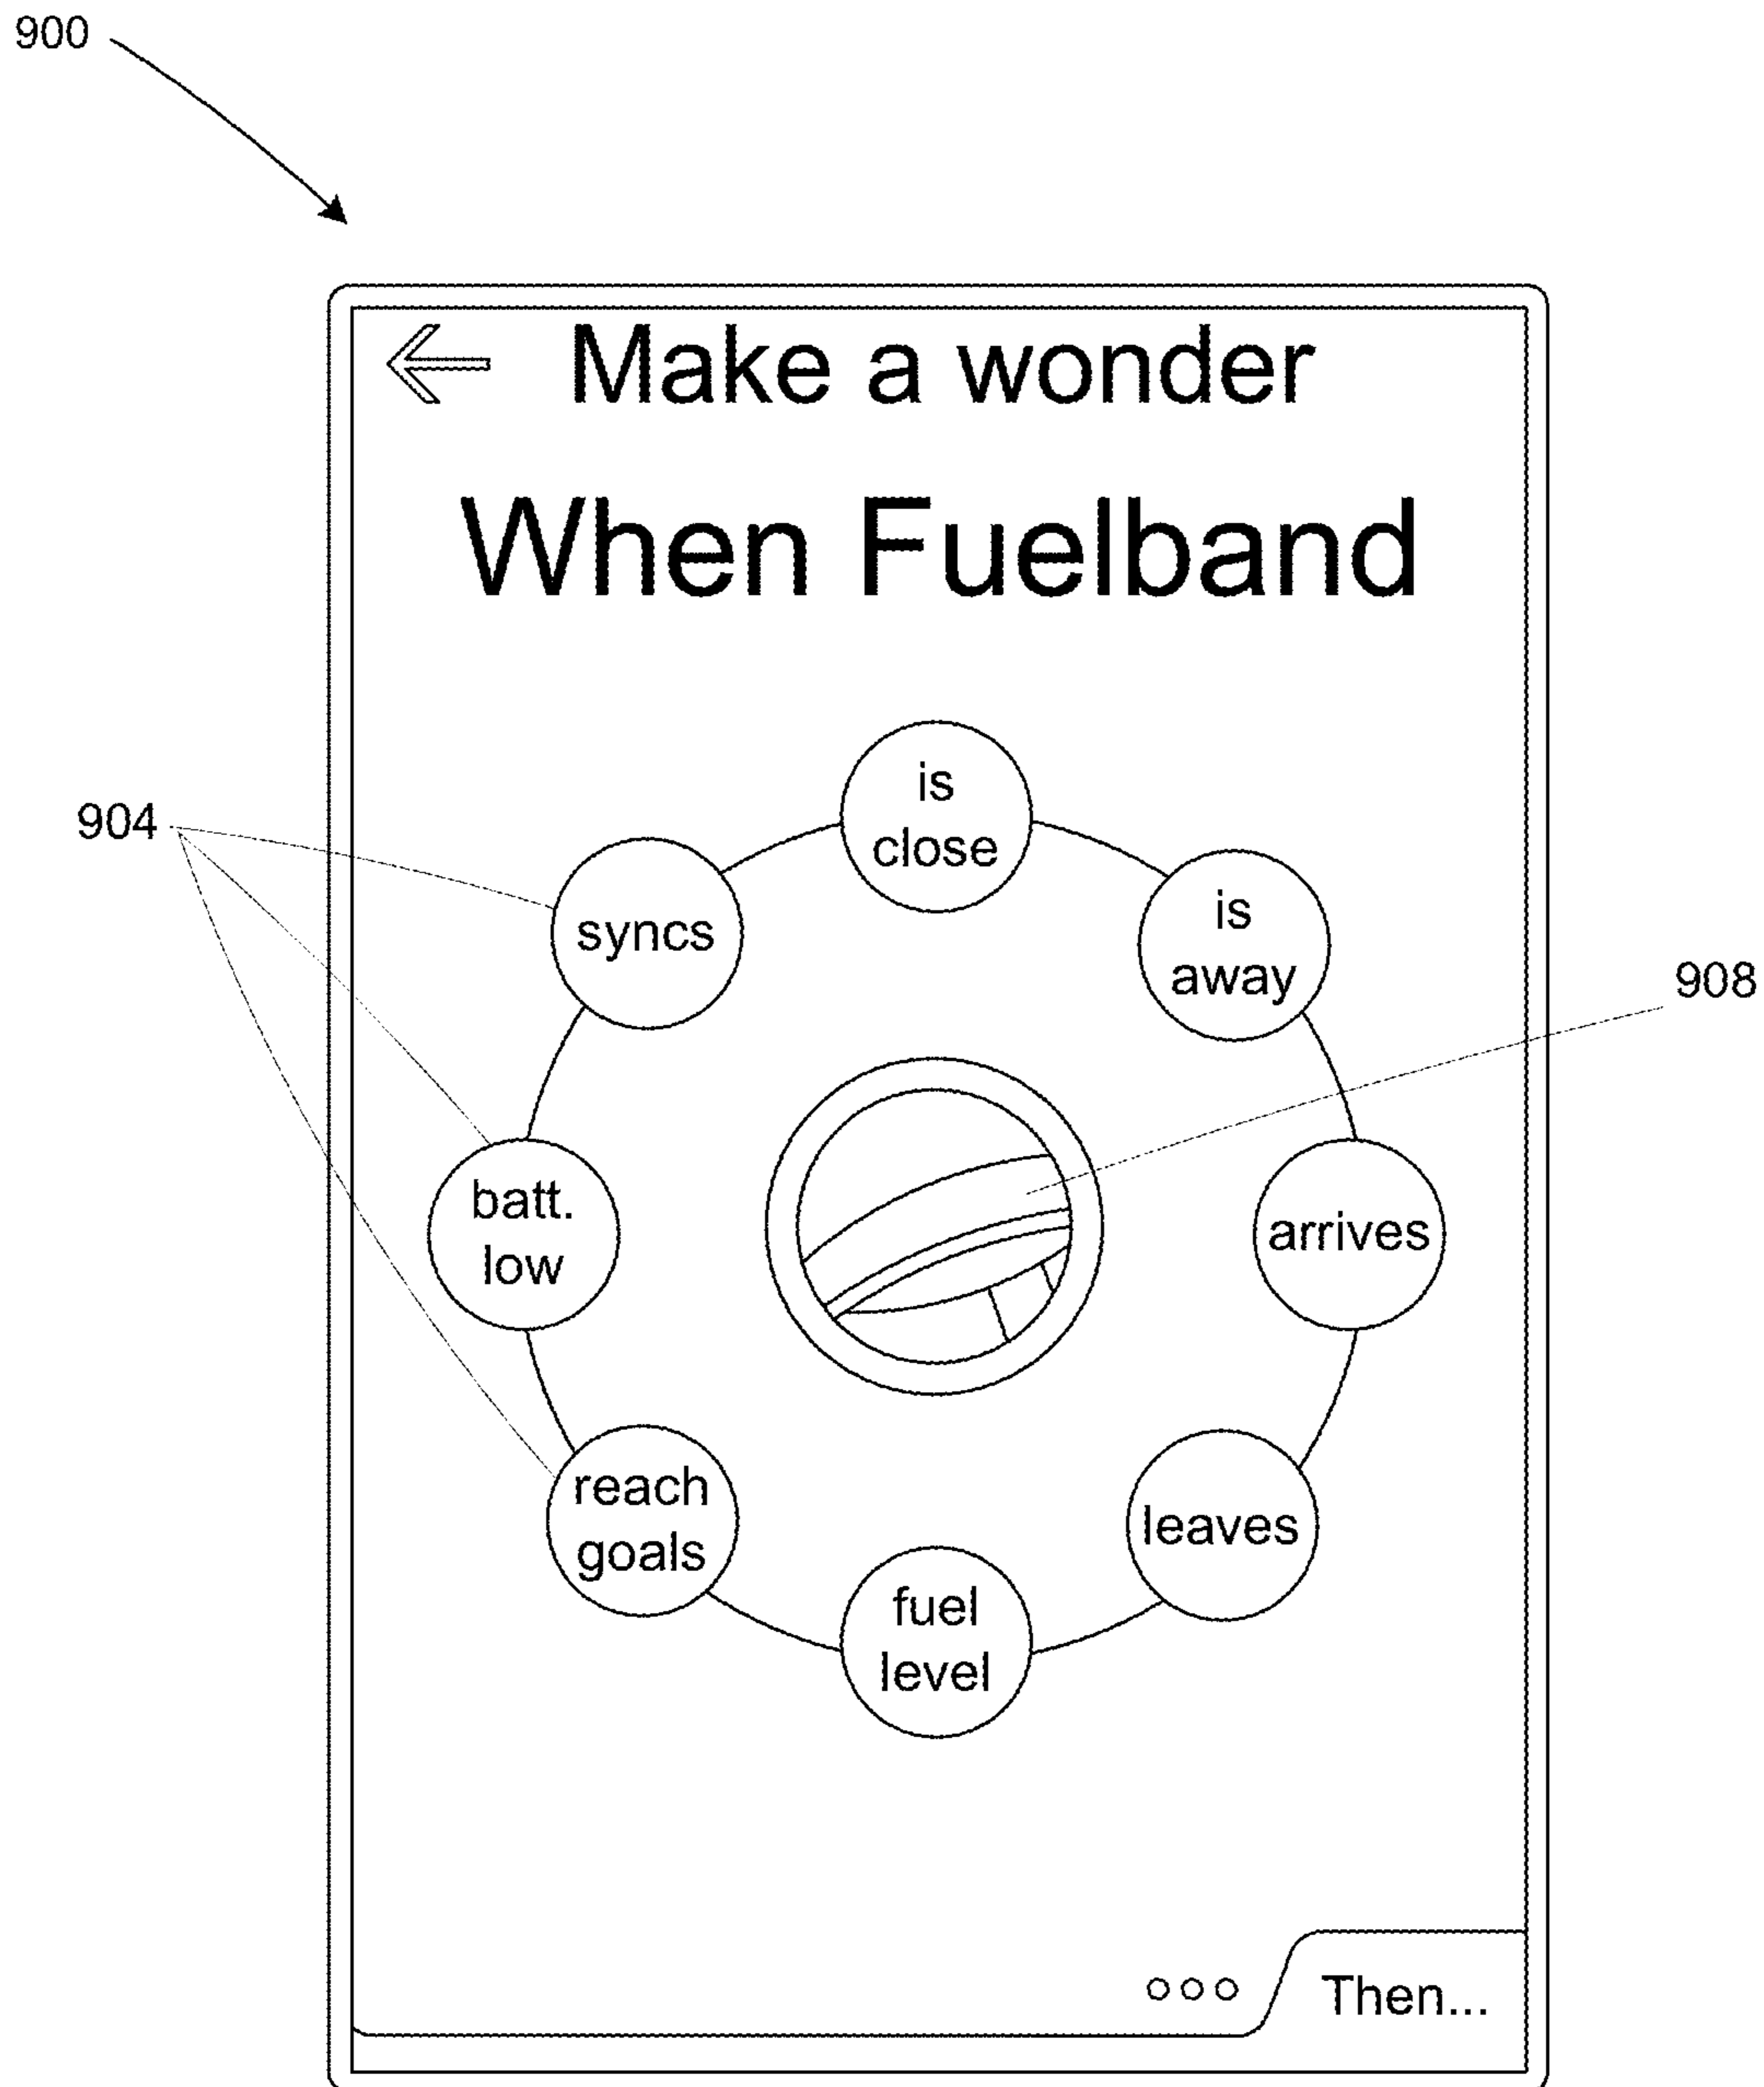 900
Make a wonder
When Fuelband
is
close
904
syncs
is
away
908
batt.
low
arrives
reach
goals
leaves
fuel
level
Then...